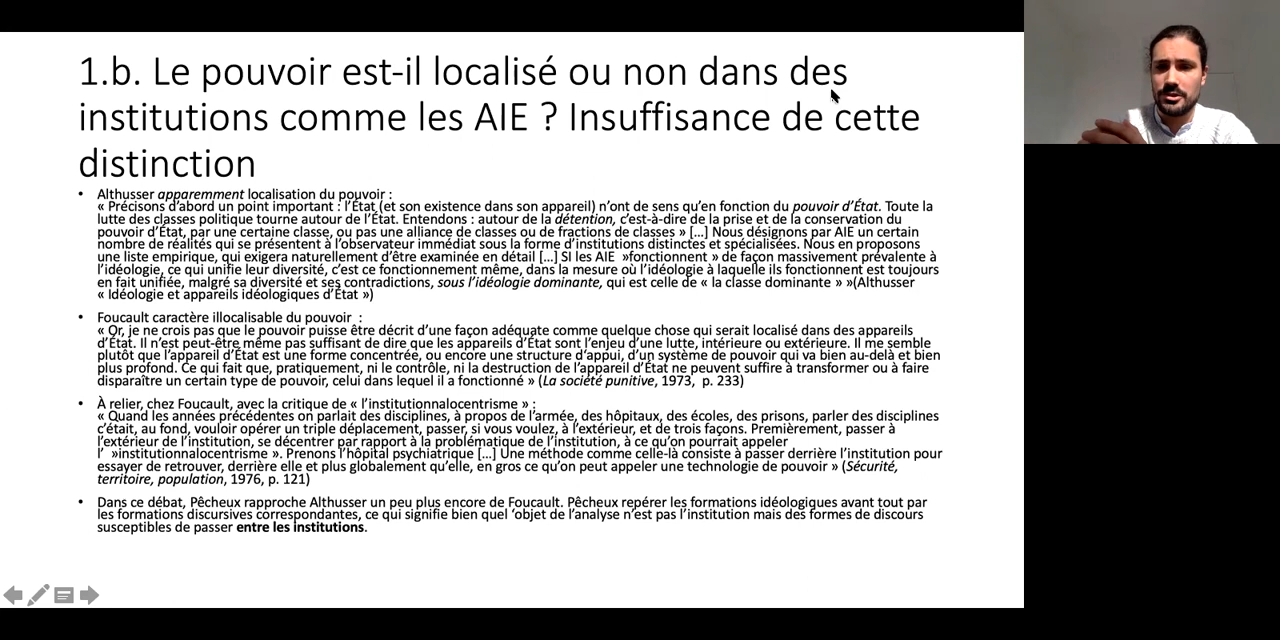 1.b. Le pouvoir est-il localisé ou non dans des
institutions comme les AIE ? Insuffisance de cette
distinction
• Althusser apparemment localisation du pouvoir :
« Précisons d’abord un point important : l’État (et son existence dans son appareil) n’ont de sens qu’en fonction du pouvoir d’État. Toute la
lutte des classes politique tourne autour de l’État. Entendons : autour de la détention, c’est-à-dire de la prise et de la conservation du
pouvoir d’État, par une certaine classe, ou pas une alliance de classes ou de fractions de classes » […] Nous désignons par AIE un certain
nombre de réalités qui se présentent à l’observateur immédiat sous la forme d’institutions distinctes et spécialisées. Nous en proposons
une liste empirique, qui exigera naturellement d’être examinée en détail […] SI les AIE »fonctionnent » de façon massivement prévalente à
l’idéologie, ce qui unifie leur diversité, c’est ce fonctionnement même, dans la mesure où l’idéologie à laquelle ils fonctionnent est toujours
en fait unifiée, malgré sa diversité et ses contradictions, sous l’idéologie dominante, qui est celle de « la classe dominante » »(Althusser
« Idéologie et appareils idéologiques d’État »)
• Foucault caractère illocalisable du pouvoir :
« Or, je ne crois pas que le pouvoir puisse être décrit d’une façon adéquate comme quelque chose qui serait localisé dans des appareils
d’État. Il n’est peut-être même pas suffisant de dire que les appareils d’État sont l’enjeu d’une lutte, intérieure ou extérieure. Il me semble
plutôt que l’appareil d’État est une forme concentrée, ou encore une structure d’appui, d’un système de pouvoir qui va bien au-delà et bien
plus profond. Ce qui fait que, pratiquement, ni le contrôle, ni la destruction de l’appareil d’État ne peuvent suffire à transformer ou à faire
disparaître un certain type de pouvoir, celui dans lequel il a fonctionné » (La société punitive, 1973, p. 233)
• À relier, chez Foucault, avec la critique de « l’institutionnalocentrisme » :
« Quand les années précédentes on parlait des disciplines, à propos de l’armée, des hôpitaux, des écoles, des prisons, parler des disciplines
c’était, au fond, vouloir opérer un triple déplacement, passer, si vous voulez, à l’extérieur, et de trois façons. Premièrement, passer à
l’extérieur de l’institution, se décentrer par rapport à la problématique de l’institution, à ce qu’on pourrait appeler
l’ »institutionnalocentrisme ». Prenons l’hôpital psychiatrique […] Une méthode comme celle-là consiste à passer derrière l’institution pour
essayer de retrouver, derrière elle et plus globalement qu’elle, en gros ce qu’on peut appeler une technologie de pouvoir » (Sécurité,
territoire, population, 1976, p. 121)
• Dans ce débat, Pêcheux rapproche Althusser un peu plus encore de Foucault. Pêcheux repérer les formations idéologiques avant tout par
les formations discursives correspondantes, ce qui signifie bien quel ‘objet de l’analyse n’est pas l’institution mais des formes de discours
susceptibles de passer entre les institutions.